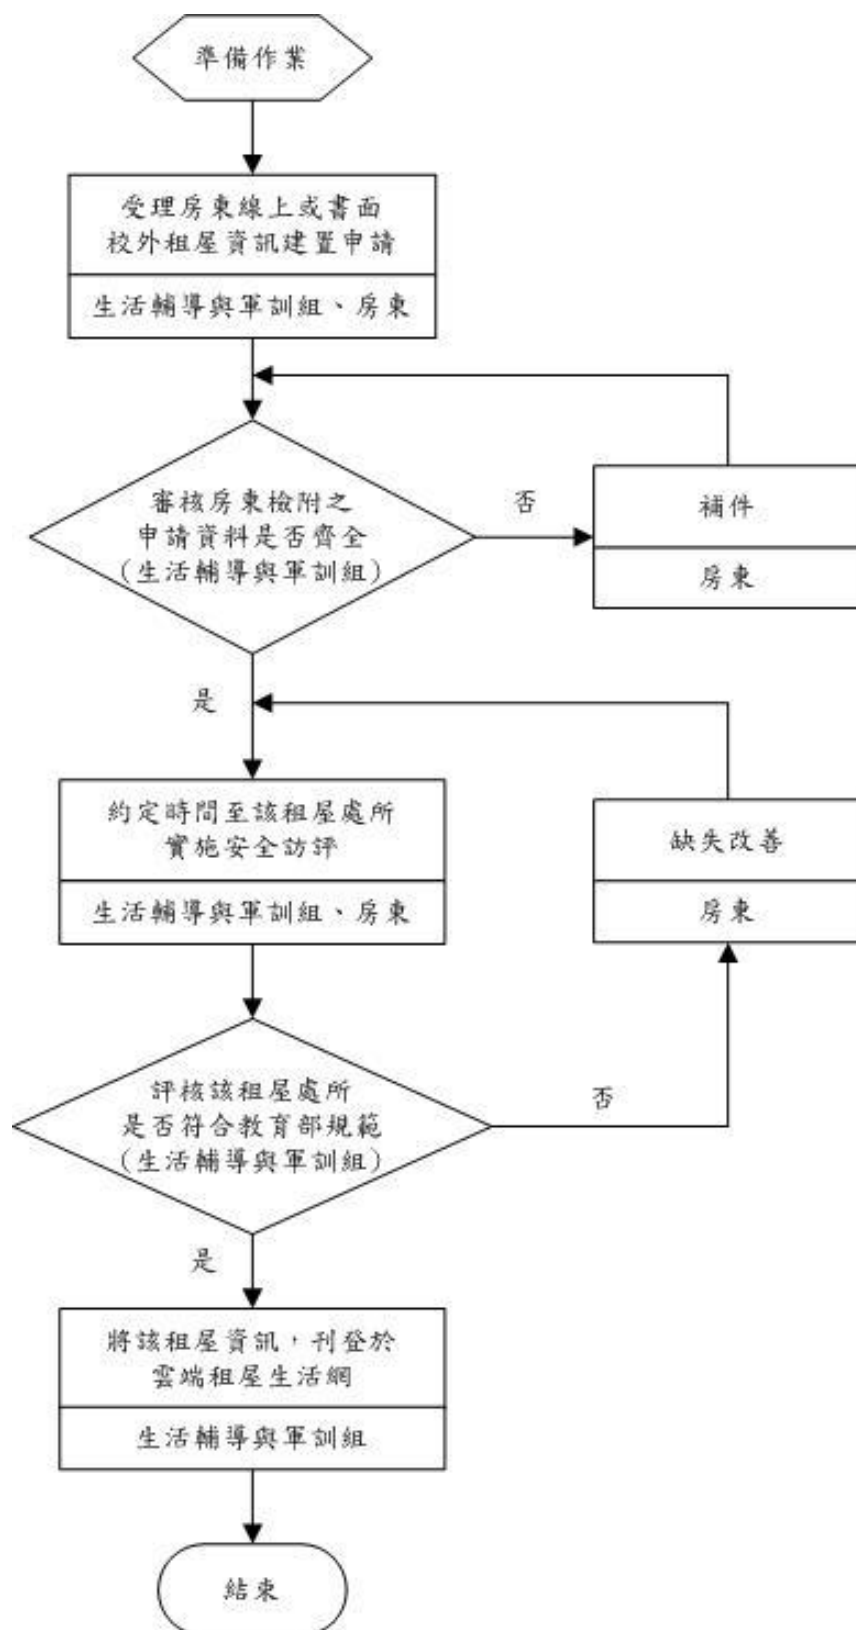 準備作業
受理房東線上或書面
校外租屋資訊建置申請
生活輔導與軍訓組、房東
審核房東檢附之
申請資料是否齊全
(生活輔導與軍訓組)
否
補件
房東
是
約定時間至該租屋處所
實施安全訪評
生活輔導與軍訓組、房東
缺失改善
房東
評核該租屋處所
是否符合教育部規範
(生活輔導與軍訓組)
否
是
將該租屋資訊，刊登於
雲端租屋生活網
生活輔導與軍訓組
結束